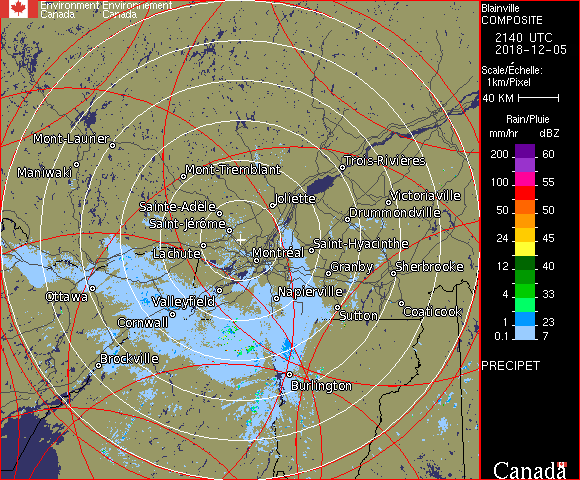 Environment Environnement
Canada Canada
Blainville
COMPOSITE
2140 UTC
2018-12-05
Scale/Échelle:
1km/Pixel
40 KM
Rain/Pluie
mm/hr dBZ
200 60
100 55
50 50
24 45
12 40
4 33
1 23
0.1 7
PRECIPET
Canada
Mont-Laurier
Maniwaki
Mont-Tremblant
Trois-Rivières
Sainte-Adèle
Joliette
Victoriaville
Drummondville
Saint-Jérôme
Lachute
Montréal
Saint-Hyacinthe
Granby
Sherbrooke
Ottawa
Valleyfield
Napierville
Cornwall
Sutton
Coaticook
Brockville
Burlington